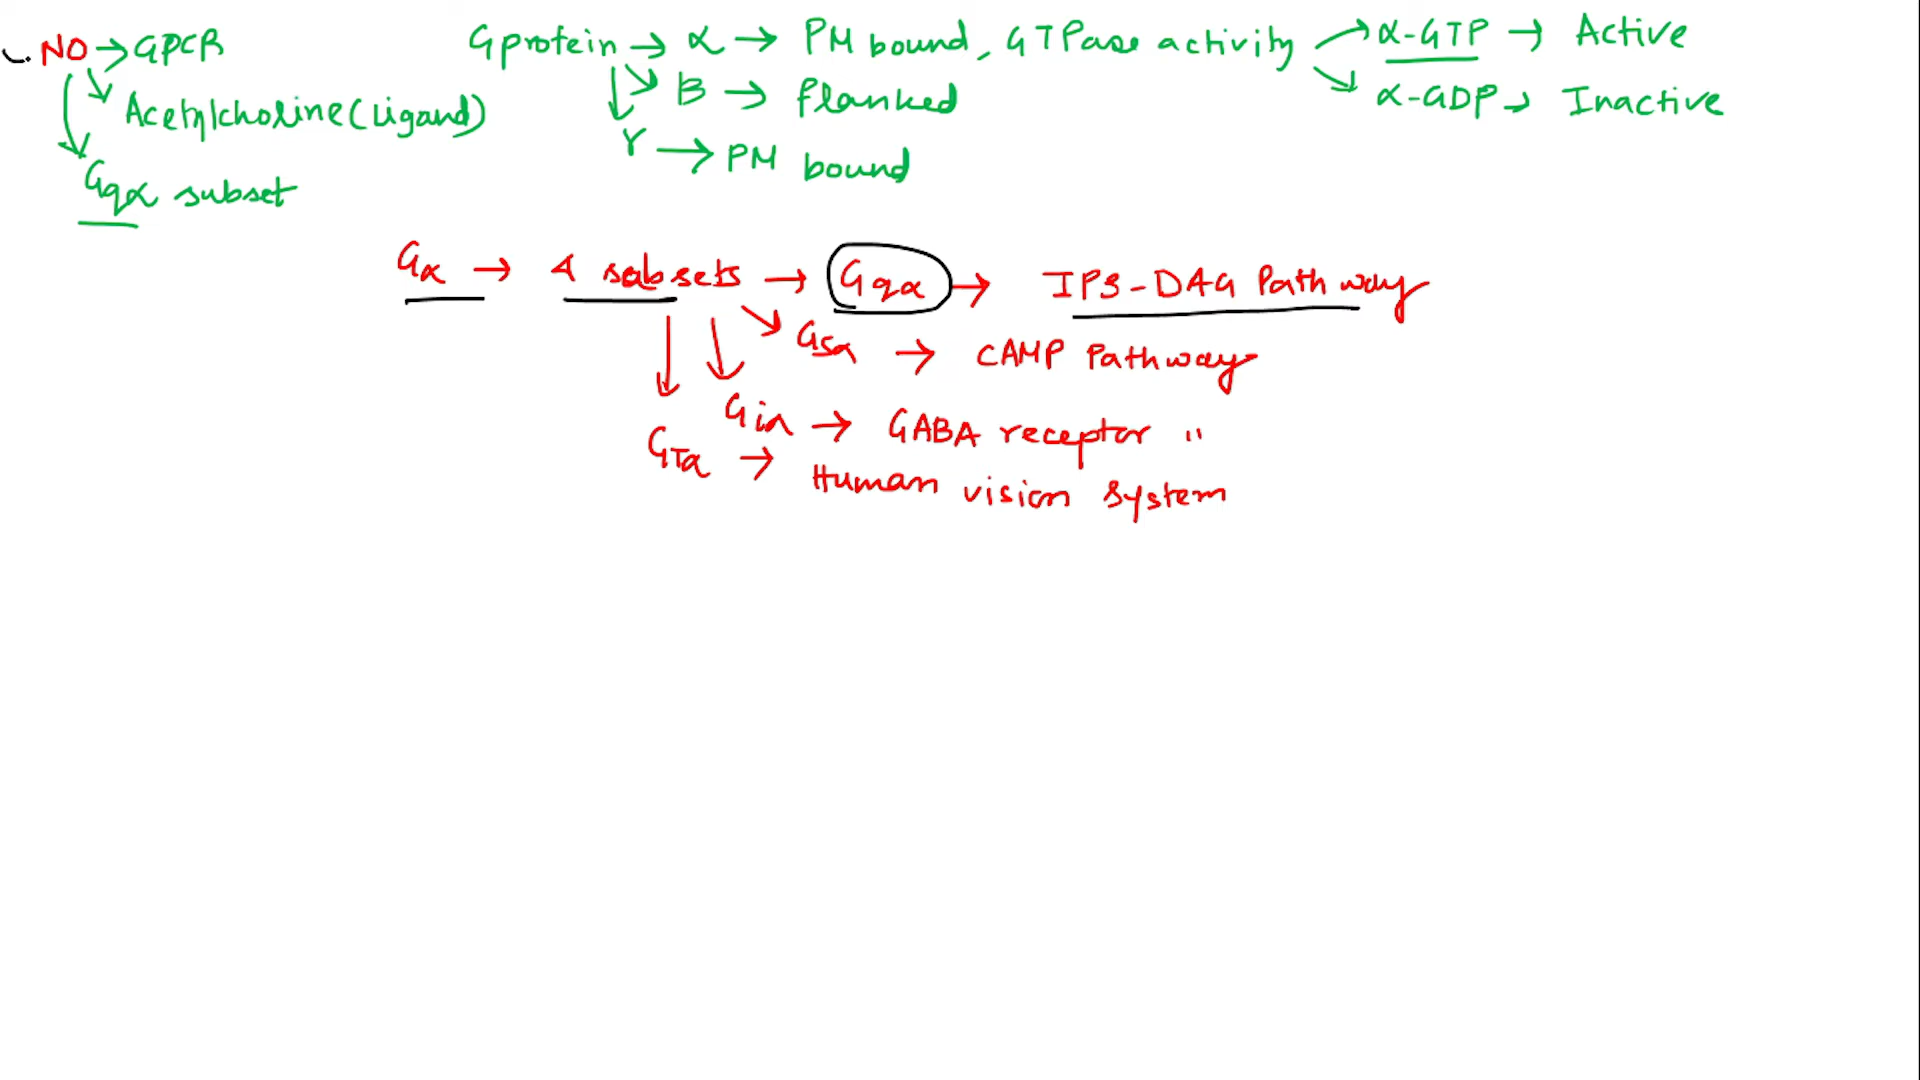 NO → GPCR
Acetylcholine (Ligand)
Gqα subset
Gprotein → α → PM bound, GTPase activity → α-GTP → Active
α-GDP → Inactive
B → flanked
γ → PM bound
Gα → 4 subsets → Gqα → IP3-DAG Pathway
Gsα → CAMP Pathway
Giα → GABA receptor "
GTα → Human vision system